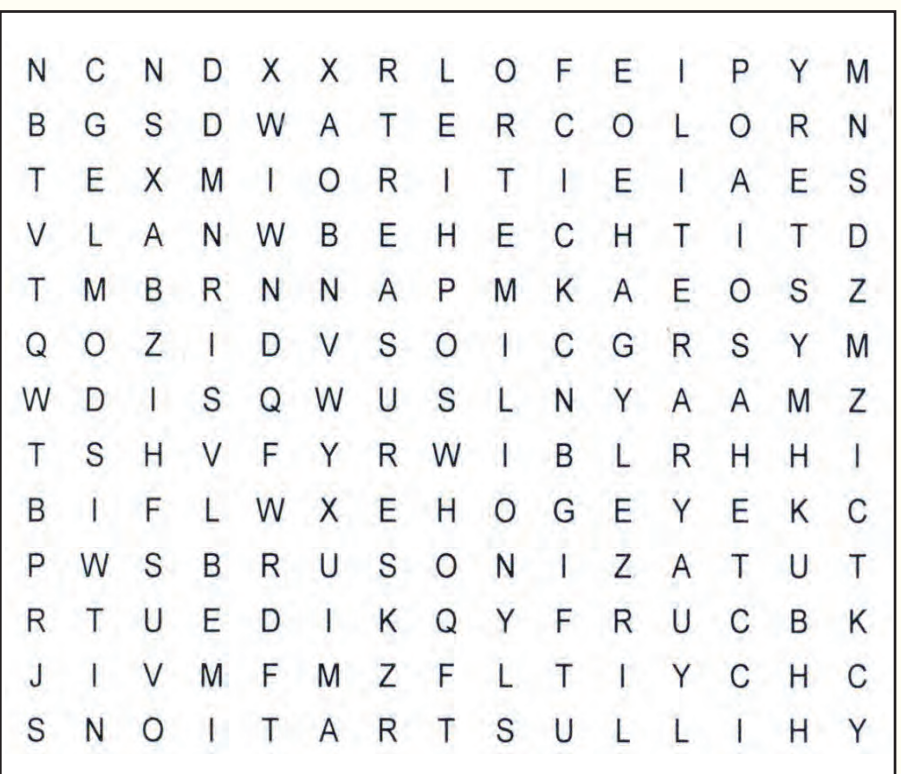 N C N D X X R L O F E I P Y M
B G S D W A T E R C O L O R N
T E X M I O R I T I E I A E S
V L A N W B E H E C H T I T D
T M B R N N A P M K A E O S Z
Q O Z I D V S O I C G R S Y M
W D I S Q W U S L N Y A A M Z
T S H V F Y R W I B L R H H I
B I F L W X E H O G E Y E K C
P W S B R U S O N I Z A T U T
R T U E D I K Q Y F R U C B K
J I V M F M Z F L T I Y C H C
S N O I T A R T S U L L I H Y